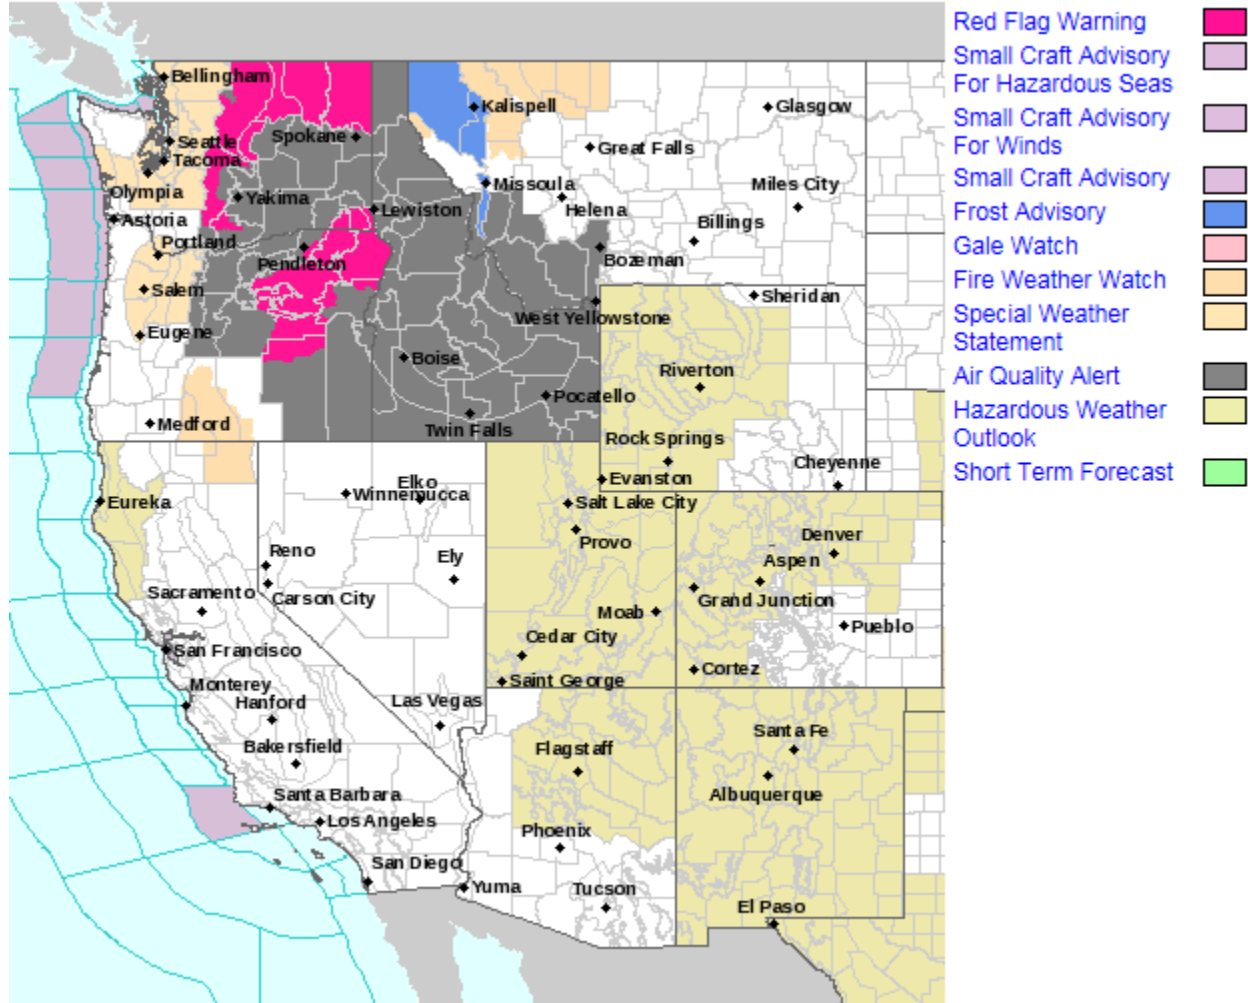 Red Flag Warning
Small Craft Advisory
For Hazardous Seas
Small Craft Advisory
For Winds
Small Craft Advisory
Frost Advisory
Gale Watch
Fire Weather Watch
Special Weather
Statement
Air Quality Alert
Hazardous Weather
Outlook
Short Term Forecast
Bellingham
Kalispell
Glasgow
Seattle
Spokane
Great Falls
Tacoma
Olympia
Yakima
Lewiston
Missoula
Helena
Miles City
Astoria
Portland
Pendleton
Billings
Bozeman
Salem
West Yellowstone
Sheridan
Eugene
Boise
Riverton
Pocatello
Medford
Twin Falls
Rock Springs
Cheyenne
Evanston
Elko
Winnemucca
Eureka
Salt Lake City
Provo
Denver
Reno
Ely
Aspen
Sacramento
Carson City
Moab
Grand Junction
Pueblo
San Francisco
Cedar City
Cortez
Monterey
Saint George
Hanford
Las Vegas
Bakersfield
Flagstaff
Santa Fe
Santa Barbara
Albuquerque
Los Angeles
Phoenix
San Diego
Yuma
Tucson
El Paso